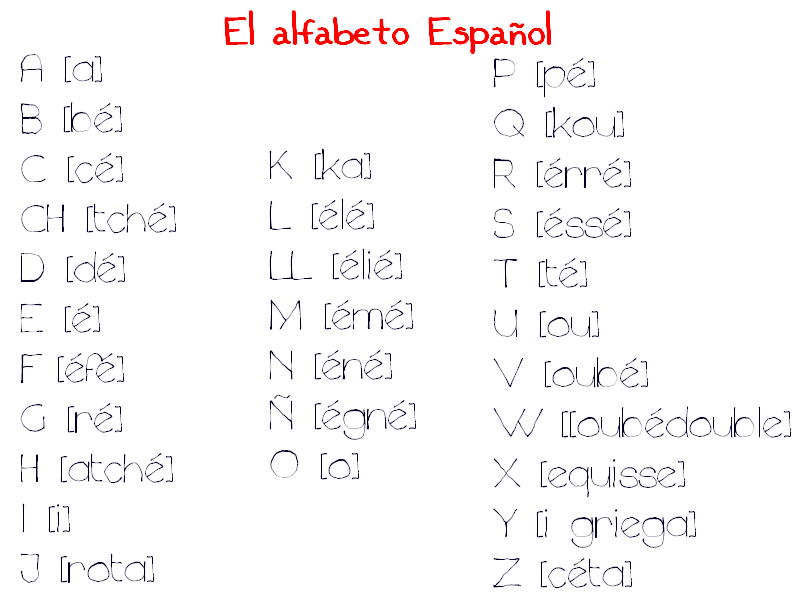 El alfabeto Español
A [a]
B [bé]
C [cé]
CH [tché]
D [dé]
E [é]
F [éfé]
G [ré]
H [atché]
I [i]
J [rota]
K [ka]
L [élé]
LL [élié]
M [émé]
N [éné]
Ñ [égné]
O [o]
P [pé]
Q [kou]
R [érré]
S [éssé]
T [té]
U [ou]
V [oubé]
W [[oubédouble]
X [equisse]
Y [i griega]
Z [céta]